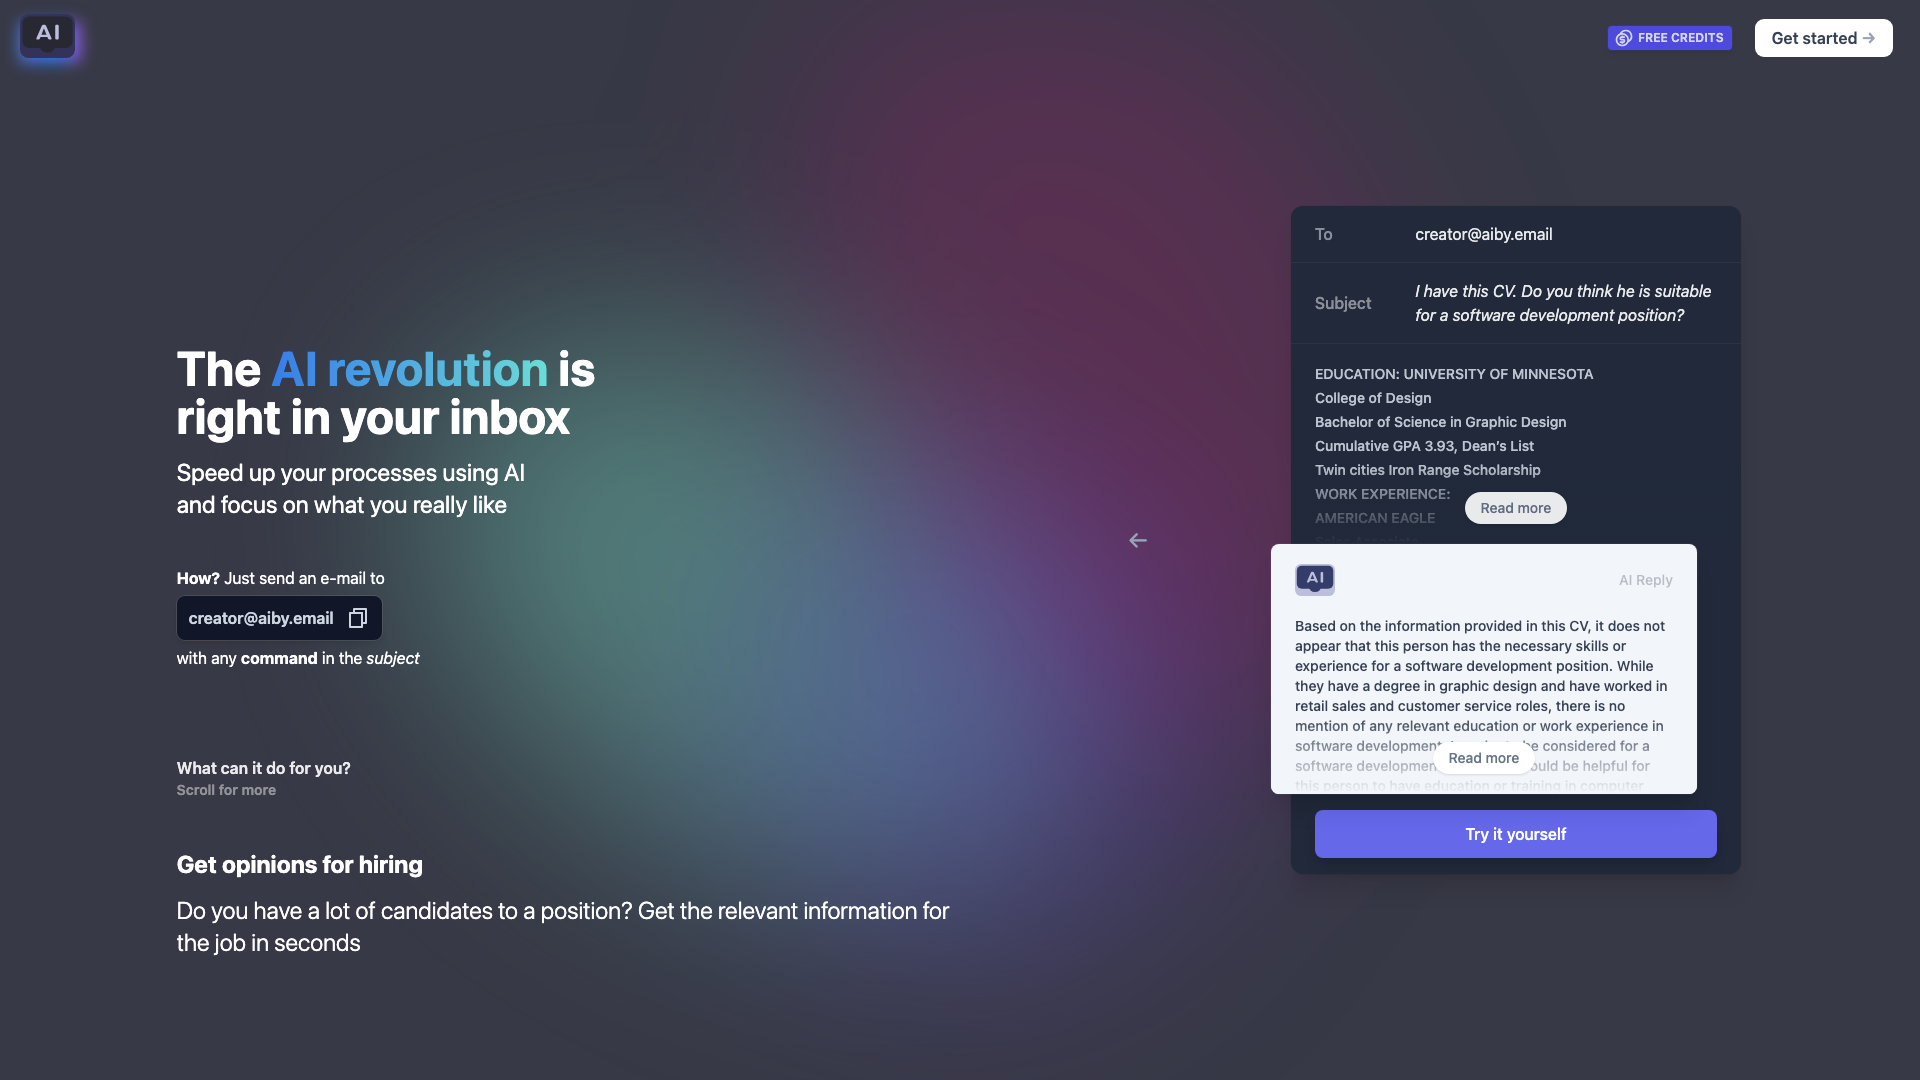 AI
FREE CREDITS
Get started
The AI revolution is
right in your inbox
Speed up your processes using AI
and focus on what you really like
How? Just send an e-mail to
creator@aiby.email
with any command in the subject
What can it do for you?
Scroll for more
Get opinions for hiring
Do you have a lot of candidates to a position? Get the relevant information for
the job in seconds
To creator@aiby.email
Subject
I have this CV. Do you think he is suitable
for a software development position?
EDUCATION: UNIVERSITY OF MINNESOTA
College of Design
Bachelor of Science in Graphic Design
Cumulative GPA 3.93, Dean’s List
Twin cities Iron Range Scholarship
WORK EXPERIENCE:
AMERICAN EAGLE
Read more
AI
AI Reply
Based on the information provided in this CV, it does not
appear that this person has the necessary skills or
experience for a software development position. While
they have a degree in graphic design and have worked in
retail sales and customer service roles, there is no
mention of any relevant education or work experience in
software development be considered for a
software development helpful for
this person to have education or training in computer
Read more
Try it yourself